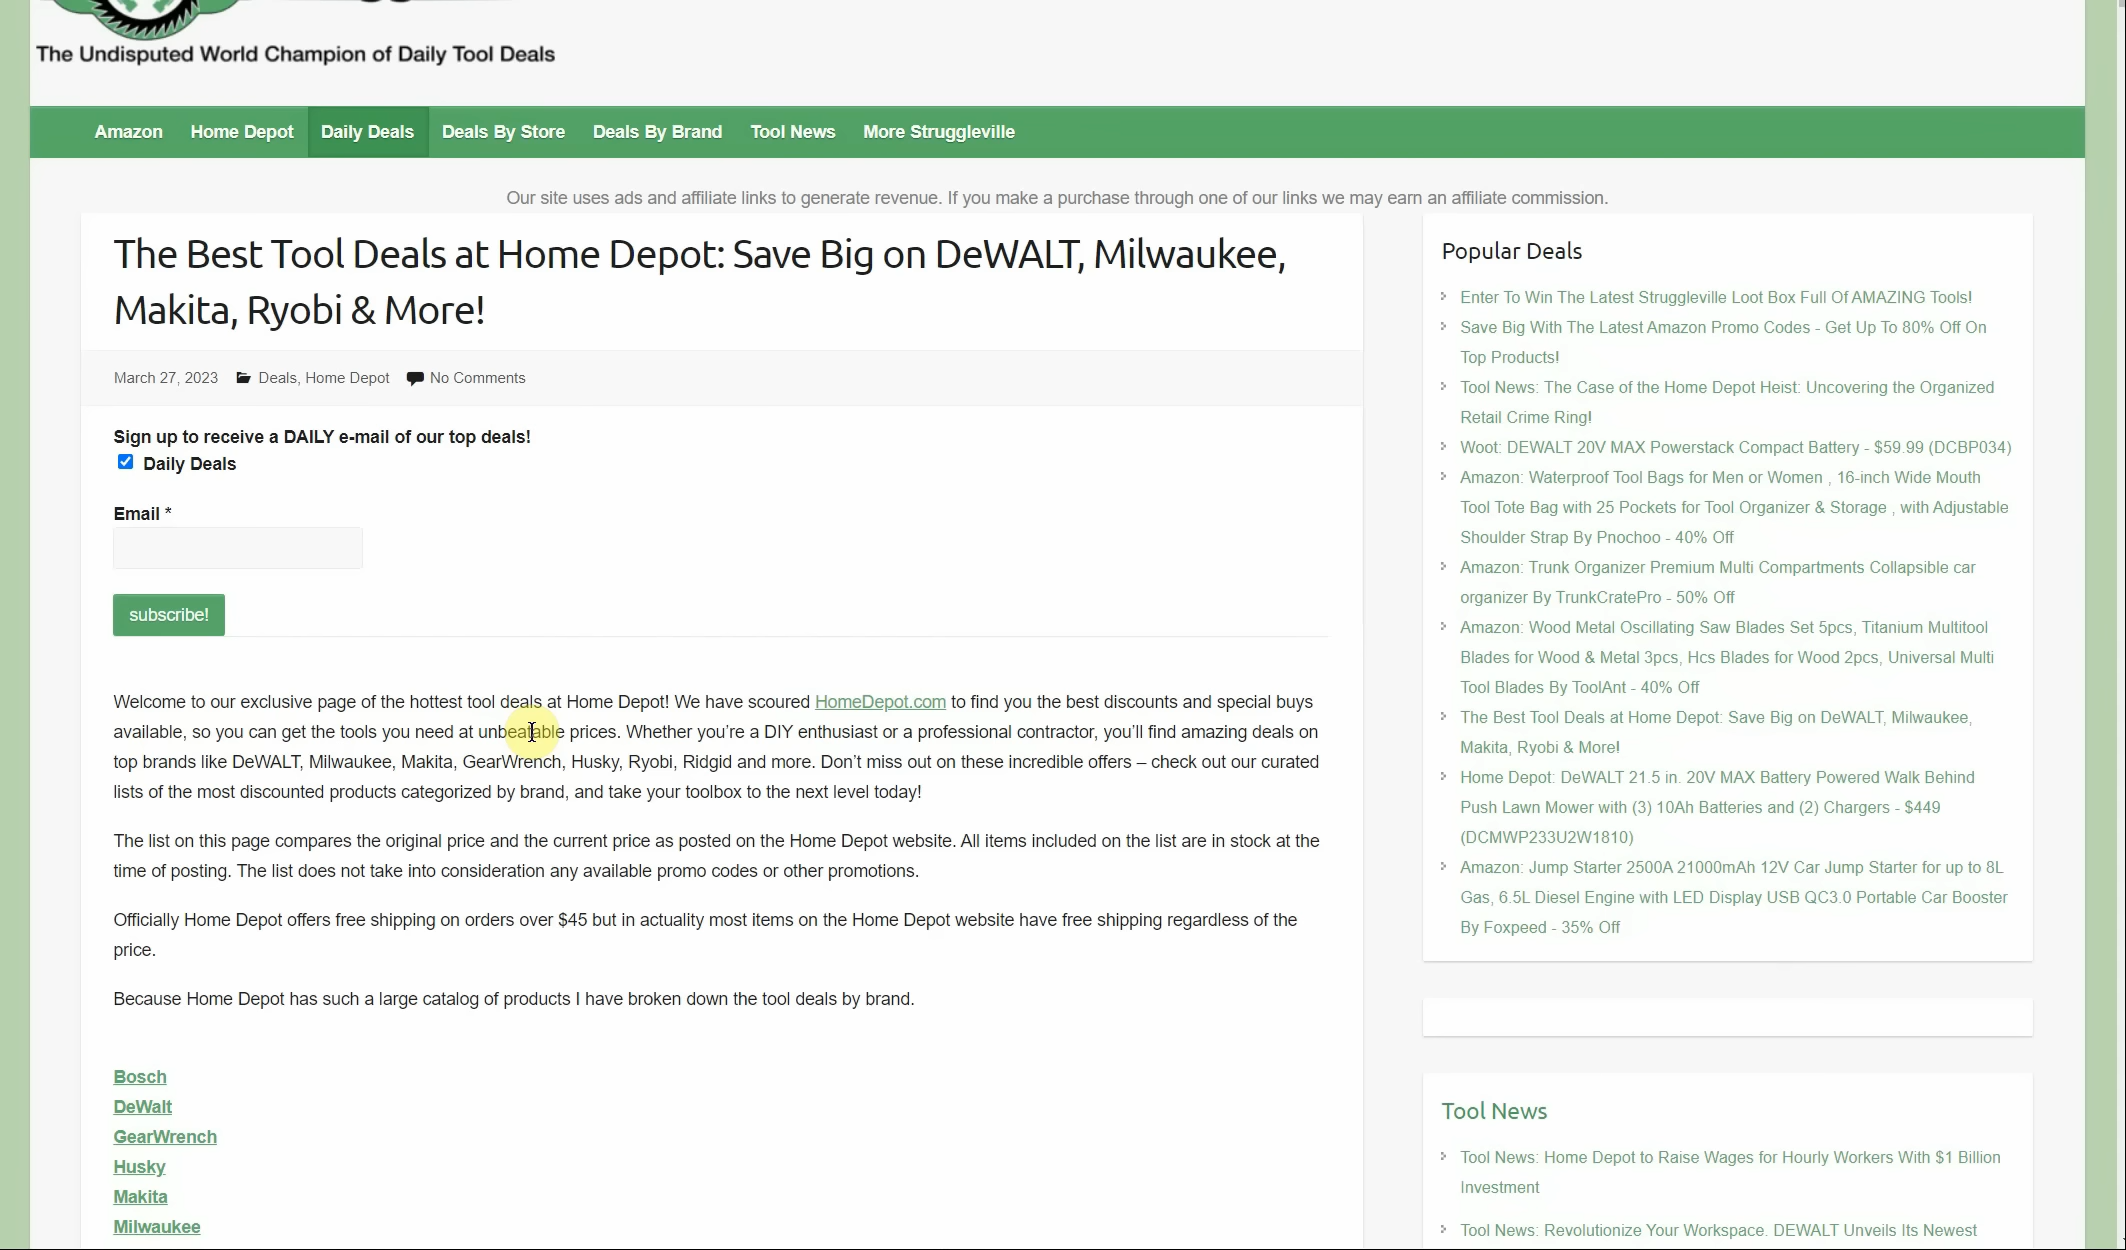 The Undisputed World Champion of Daily Tool Deals
Amazon Home Depot Daily Deals Deals By Store Deals By Brand Tool News More Struggleville
Our site uses ads and affiliate links to generate revenue. If you make a purchase through one of our links we may earn an affiliate commission.
The Best Tool Deals at Home Depot: Save Big on DeWALT, Milwaukee,
Makita, Ryobi & More!
March 27, 2023 Deals, Home Depot No Comments
Sign up to receive a DAILY e-mail of our top deals!
Daily Deals
Email *
subscribe!
Welcome to our exclusive page of the hottest tool deals at Home Depot! We have scoured HomeDepot.com to find you the best discounts and special buys
available, so you can get the tools you need at unbeatable prices. Whether you're a DIY enthusiast or a professional contractor, you'll find amazing deals on
top brands like DeWALT, Milwaukee, Makita, GearWrench, Husky, Ryobi, Ridgid and more. Don't miss out on these incredible offers – check out our curated
lists of the most discounted products categorized by brand, and take your toolbox to the next level today!
The list on this page compares the original price and the current price as posted on the Home Depot website. All items included on the list are in stock at the
time of posting. The list does not take into consideration any available promo codes or other promotions.
Officially Home Depot offers free shipping on orders over $45 but in actuality most items on the Home Depot website have free shipping regardless of the
price.
Because Home Depot has such a large catalog of products I have broken down the tool deals by brand.
Bosch
DeWalt
GearWrench
Husky
Makita
Milwaukee
Popular Deals
Enter To Win The Latest Struggleville Loot Box Full Of AMAZING Tools!
Save Big With The Latest Amazon Promo Codes - Get Up To 80% Off On
Top Products!
Tool News: The Case of the Home Depot Heist: Uncovering the Organized
Retail Crime Ring!
Woot: DEWALT 20V MAX Powerstack Compact Battery - $59.99 (DCBP034)
Amazon: Waterproof Tool Bags for Men or Women , 16-inch Wide Mouth
Tool Tote Bag with 25 Pockets for Tool Organizer & Storage , with Adjustable
Shoulder Strap By Pnochoo - 40% Off
Amazon: Trunk Organizer Premium Multi Compartments Collapsible car
organizer By TrunkCratePro - 50% Off
Amazon: Wood Metal Oscillating Saw Blades Set 5pcs, Titanium Multitool
Blades for Wood & Metal 3pcs, Hcs Blades for Wood 2pcs, Universal Multi
Tool Blades By ToolAnt - 40% Off
The Best Tool Deals at Home Depot: Save Big on DeWALT, Milwaukee,
Makita, Ryobi & More!
Home Depot: DeWALT 21.5 in. 20V MAX Battery Powered Walk Behind
Push Lawn Mower with (3) 10Ah Batteries and (2) Chargers - $449
(DCMWP233U2W1810)
Amazon: Jump Starter 2500A 21000mAh 12V Car Jump Starter for up to 8L
Gas, 6.5L Diesel Engine with LED Display USB QC3.0 Portable Car Booster
By Foxpeed - 35% Off
Tool News
Tool News: Home Depot to Raise Wages for Hourly Workers With $1 Billion
Investment
Tool News: Revolutionize Your Workspace. DEWALT Unveils Its Newest